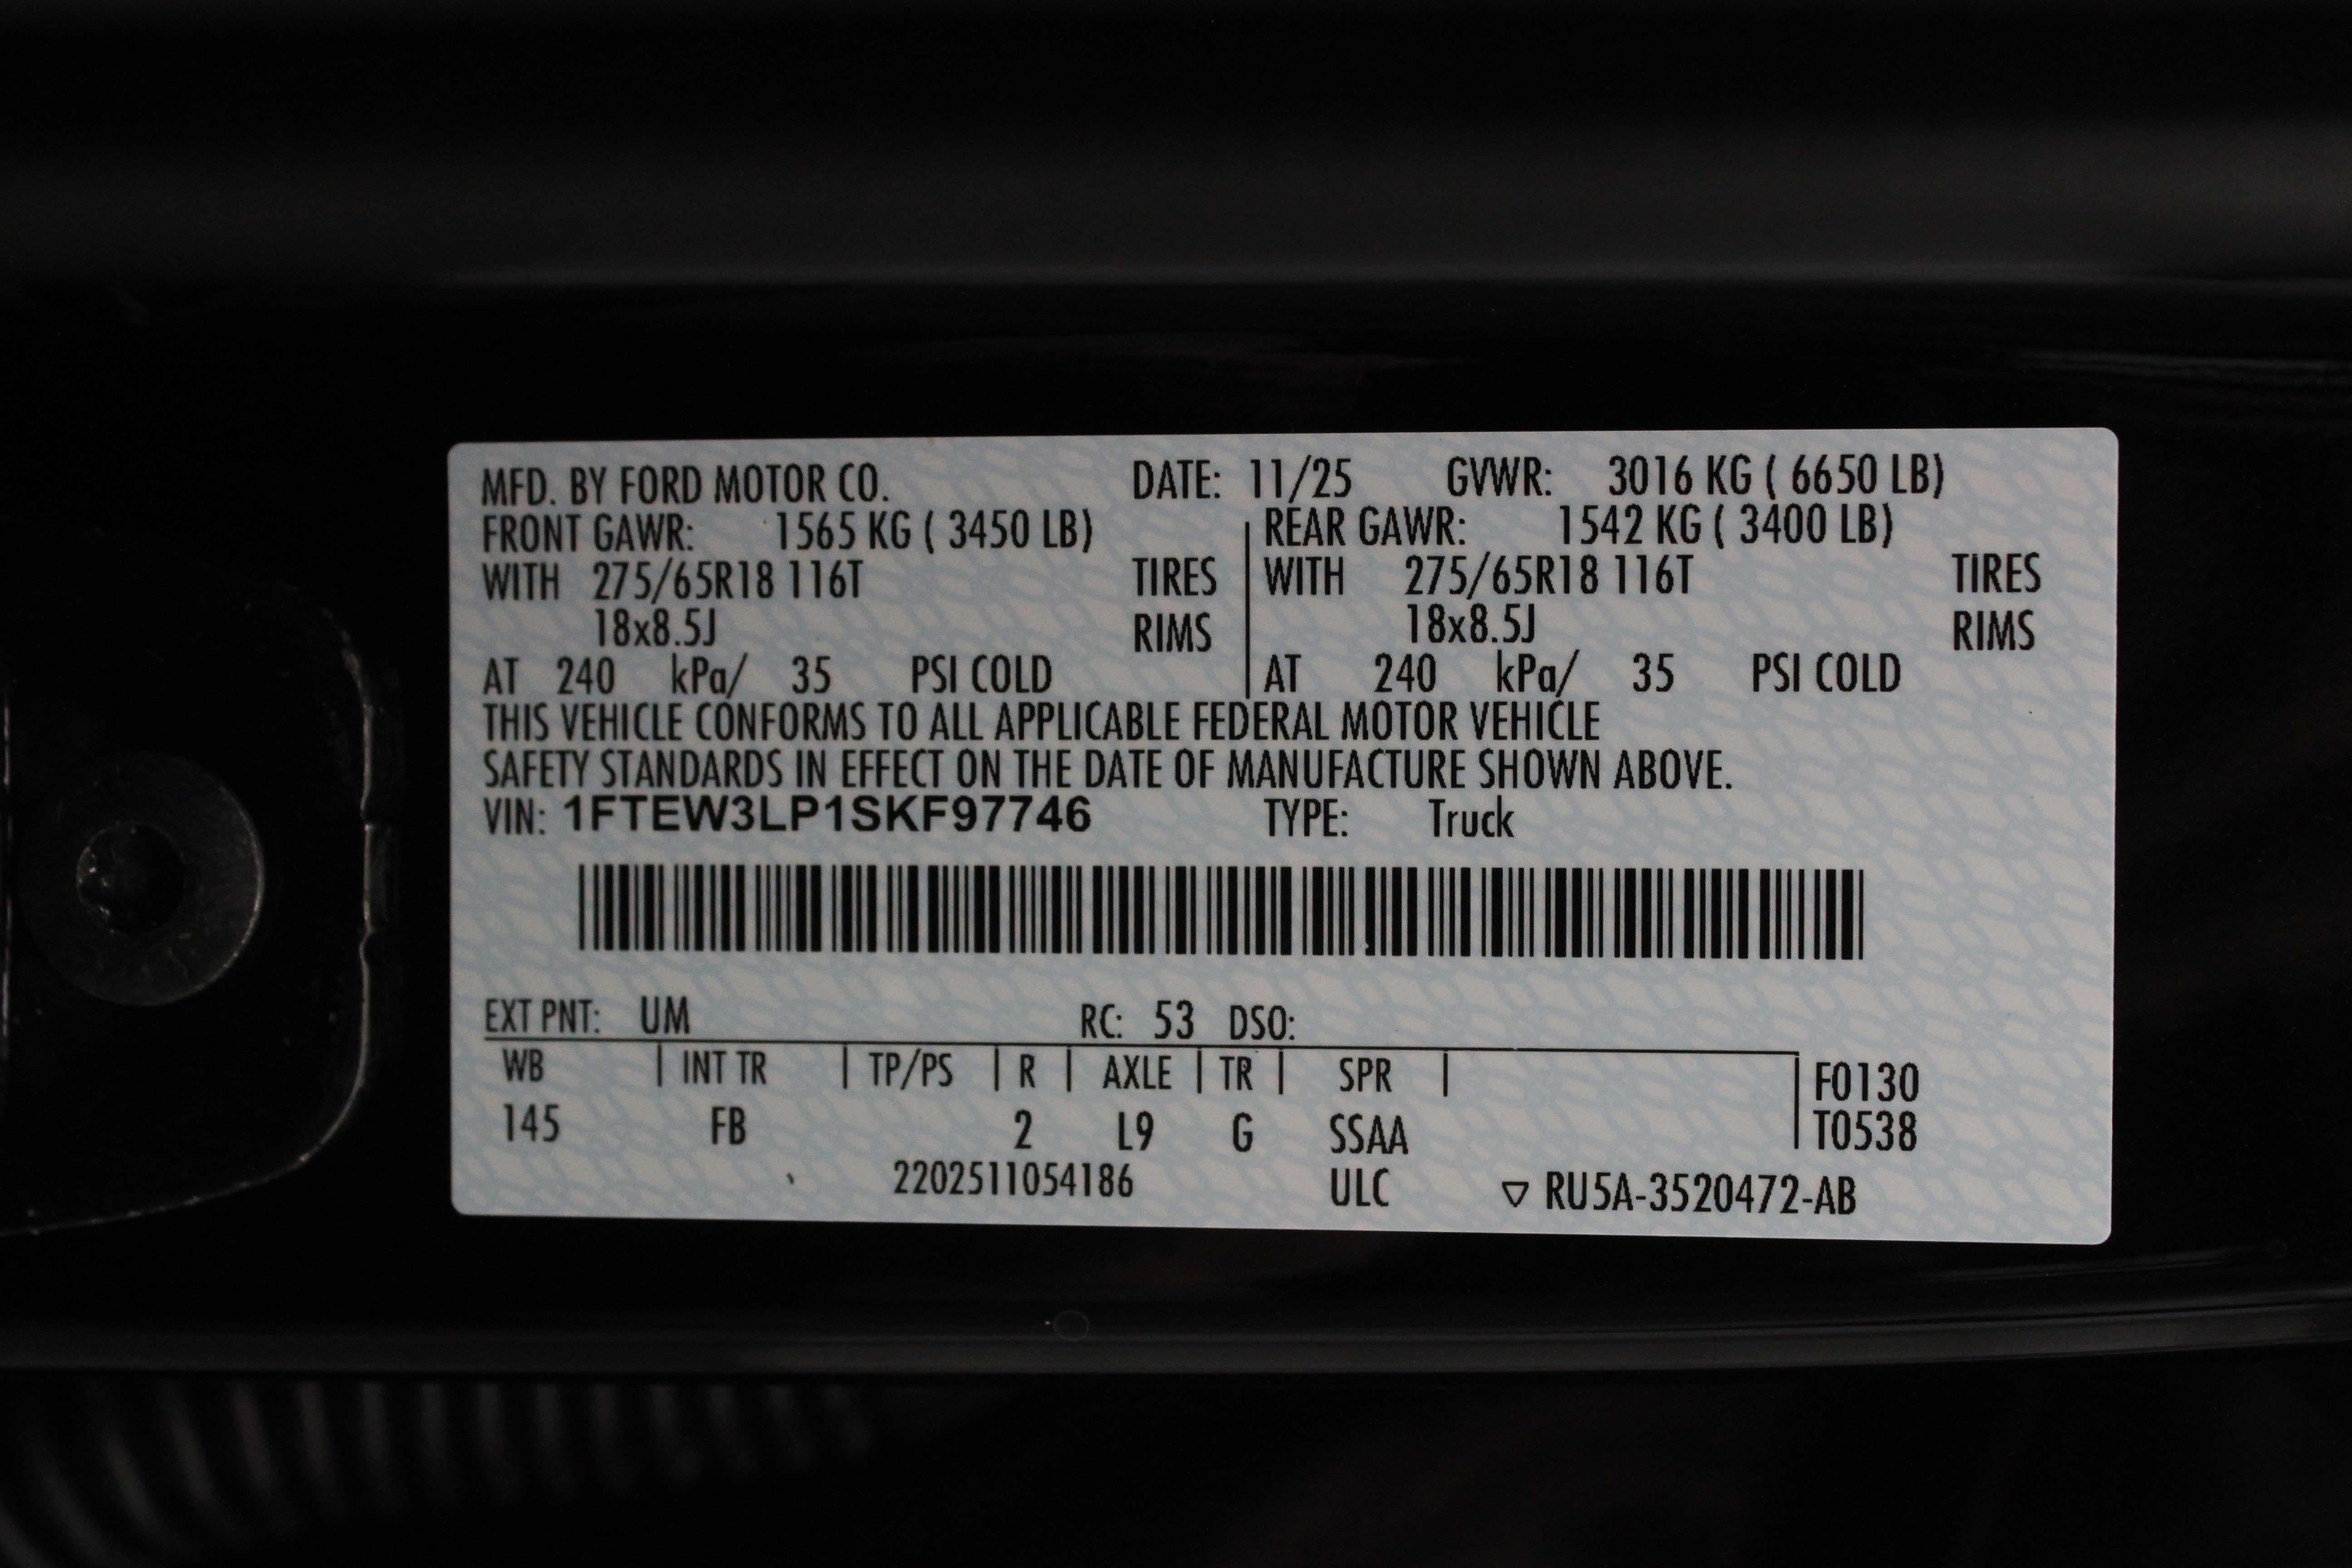 MFD. BY FORD MOTOR CO. DATE: 11/25 GVWR: 3016 KG ( 6650 LB)
FRONT GAWR: 1565 KG ( 3450 LB) REAR GAWR: 1542 KG ( 3400 LB)
WITH 275/65R18 116T TIRES WITH 275/65R18 116T TIRES
18x8.5J RIMS 18x8.5J RIMS
AT 240 kPa/ 35 PSI COLD AT 240 kPa/ 35 PSI COLD
THIS VEHICLE CONFORMS TO ALL APPLICABLE FEDERAL MOTOR VEHICLE
SAFETY STANDARDS IN EFFECT ON THE DATE OF MANUFACTURE SHOWN ABOVE.
VIN: 1FTEW3LP1SKF97746 TYPE: Truck
EXT PNT: UM RC: 53 DSO:
WB | INT TR | TP/PS | R | AXLE | TR | SPR | F0130
145 FB 2 L9 G SSAA T0538
2202511054186 ULC ▽ RU5A-3520472-AB